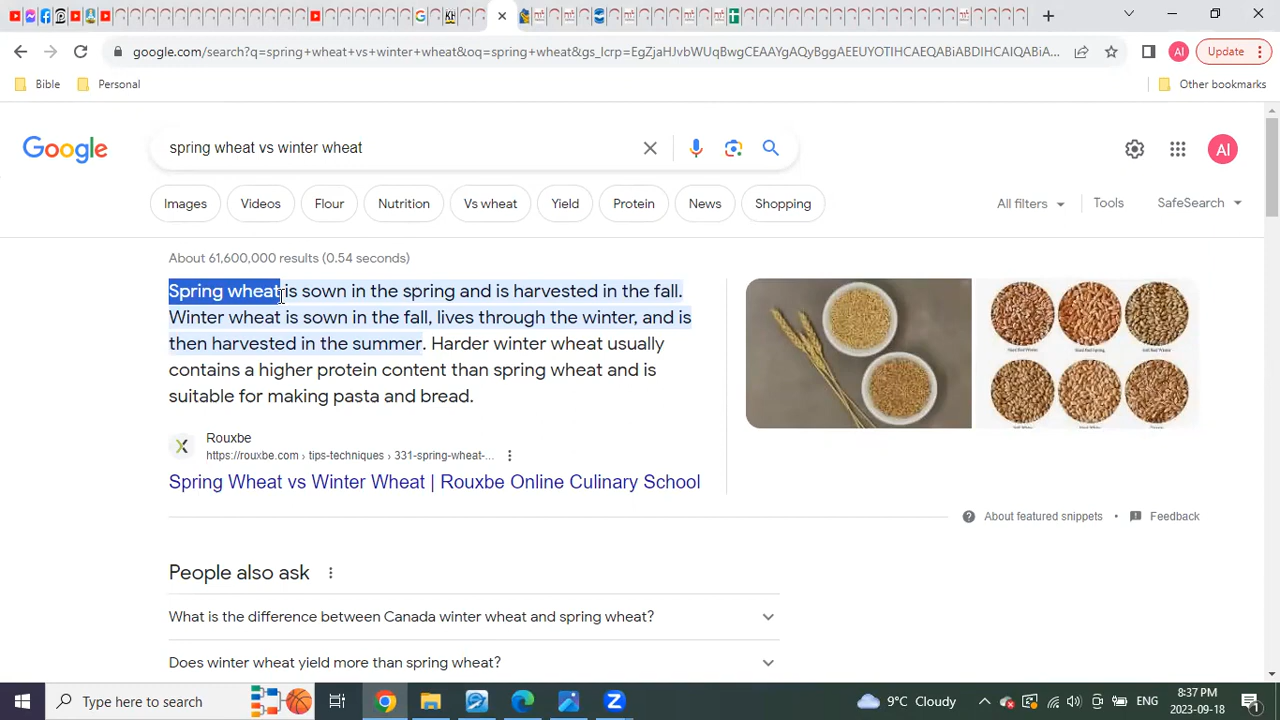 google.com/search?q=spring+wheat+vs+winter+wheat&oq=spring+wheat&gs_lcrp=EgZjaHJvbWUqBwgCEAAYgAQyBggAEEUYOTIHCAEQABiABDIHCAIQABiA...
AI
Update
Bible
Personal
Other bookmarks
Google
spring wheat vs winter wheat
AI
Images
Videos
Flour
Nutrition
Vs wheat
Yield
Protein
News
Shopping
All filters
Tools
SafeSearch
About 61,600,000 results (0.54 seconds)
Spring wheat is sown in the spring and is harvested in the fall.
Winter wheat is sown in the fall, lives through the winter, and is
then harvested in the summer. Harder winter wheat usually
contains a higher protein content than spring wheat and is
suitable for making pasta and bread.
Rouxbe
https://rouxbe.com › tips-techniques › 331-spring-wheat-...
Spring Wheat vs Winter Wheat | Rouxbe Online Culinary School
About featured snippets
Feedback
People also ask
What is the difference between Canada winter wheat and spring wheat?
Does winter wheat yield more than spring wheat?
Type here to search
9°C Cloudy
ENG
8:37 PM
2023-09-18